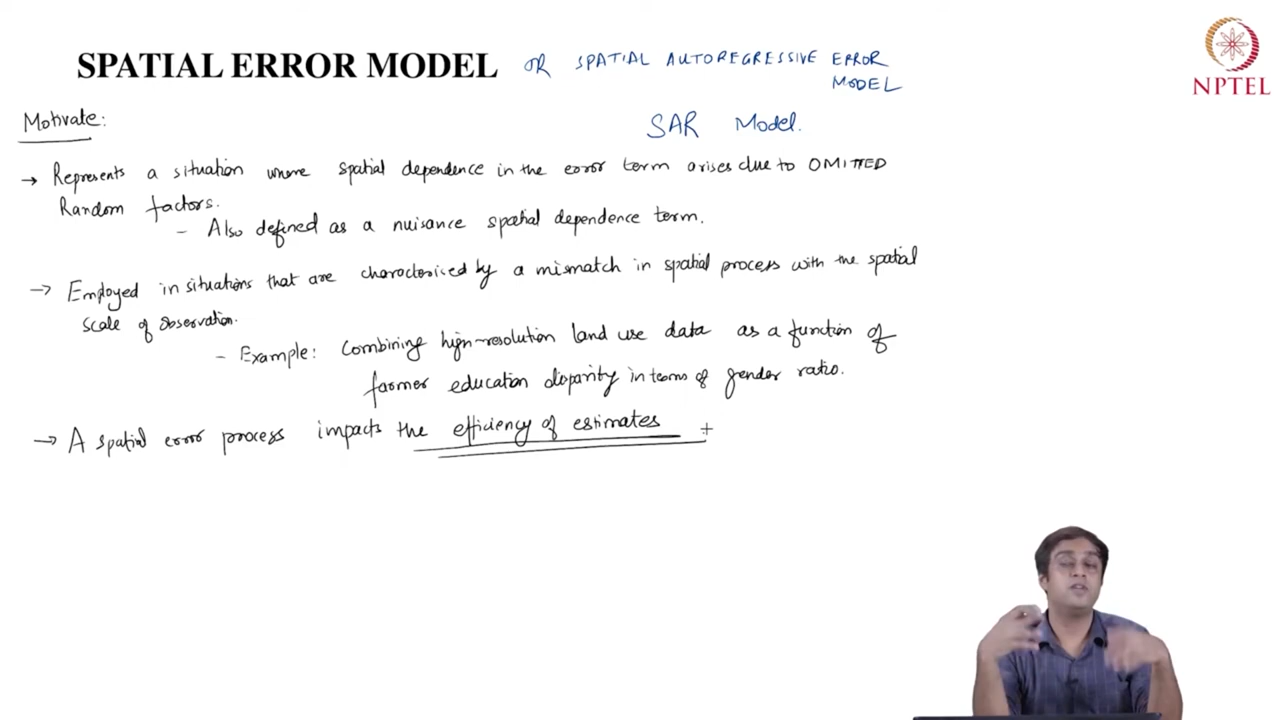 SPATIAL ERROR MODEL OR SPATIAL AUTOREGRESSIVE ERROR
MODEL
NPTEL
Motivate:
SAR Model.
→ Represents a situation where spatial dependence in the error term arises due to OMITTED
Random factors.
- Also defined as a nuisance spatial dependence term.
→ Employed in situations that are characterised by a mismatch in spatial process with the spatial
scale of observation.
- Example: Combining high-resolution land use data as a function of
farmer education disparity in terms of gender ratio.
→ A spatial error process impacts the efficiency of estimates